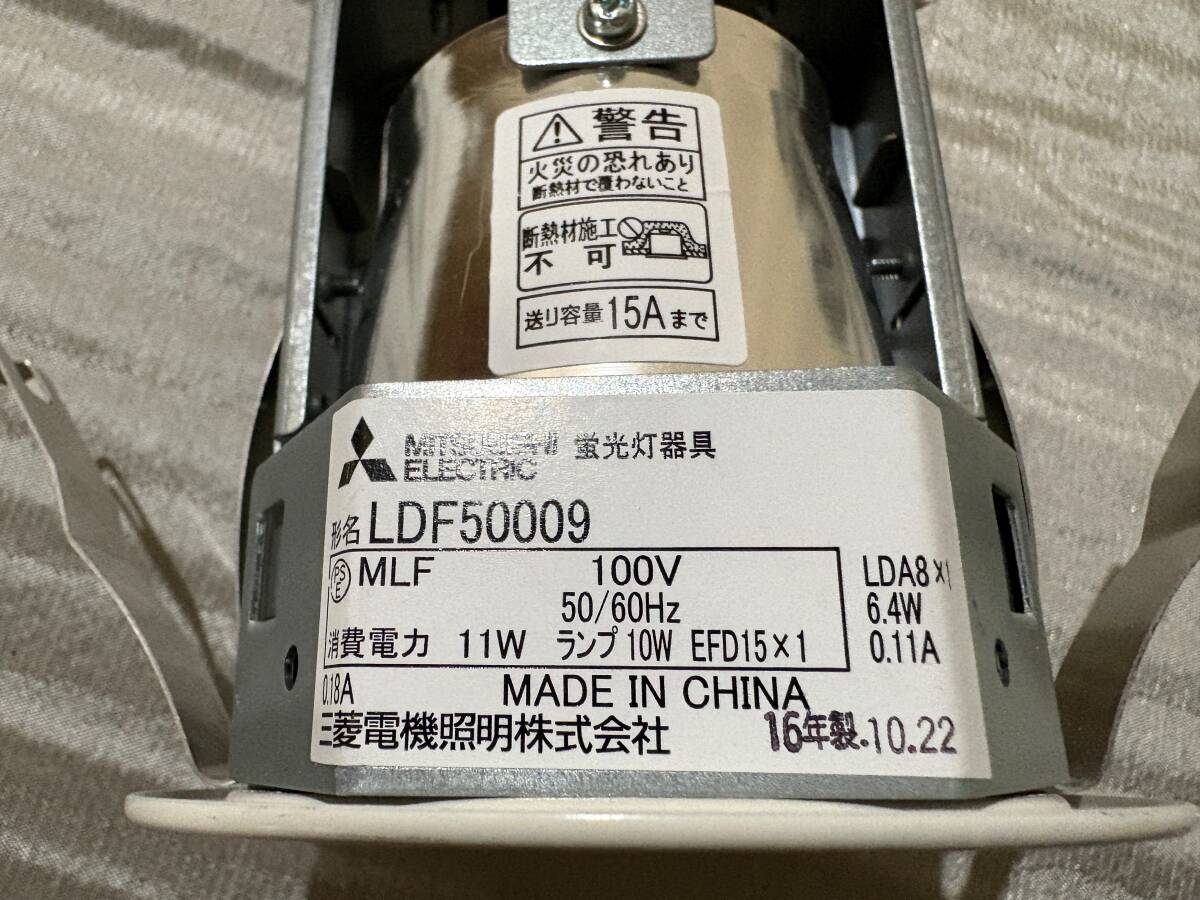 警告
火災の恐れあり
断熱材で覆わないこと
断熱材施工
不可
送り容量 15Aまで
MITSUBISHI 蛍光灯器具
ELECTRIC
形名 LDF50009
PSE MLF 100V LDA8×1
50/60Hz 6.4W
消費電力 11W ランプ 10W EFD15×1 0.11A
0.18A MADE IN CHINA
三菱電機照明株式会社 16年製.10.22